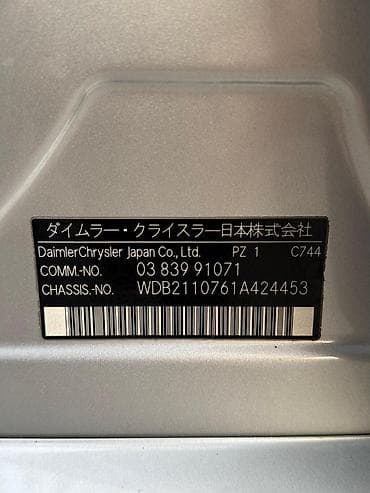 ダイムラー・クライスラー日本株式会社
DaimlerChrysler Japan Co., Ltd. PZ 1 C744
COMM.-NO. 03 839 91071
CHASSIS.-NO. WDB2110761A424453